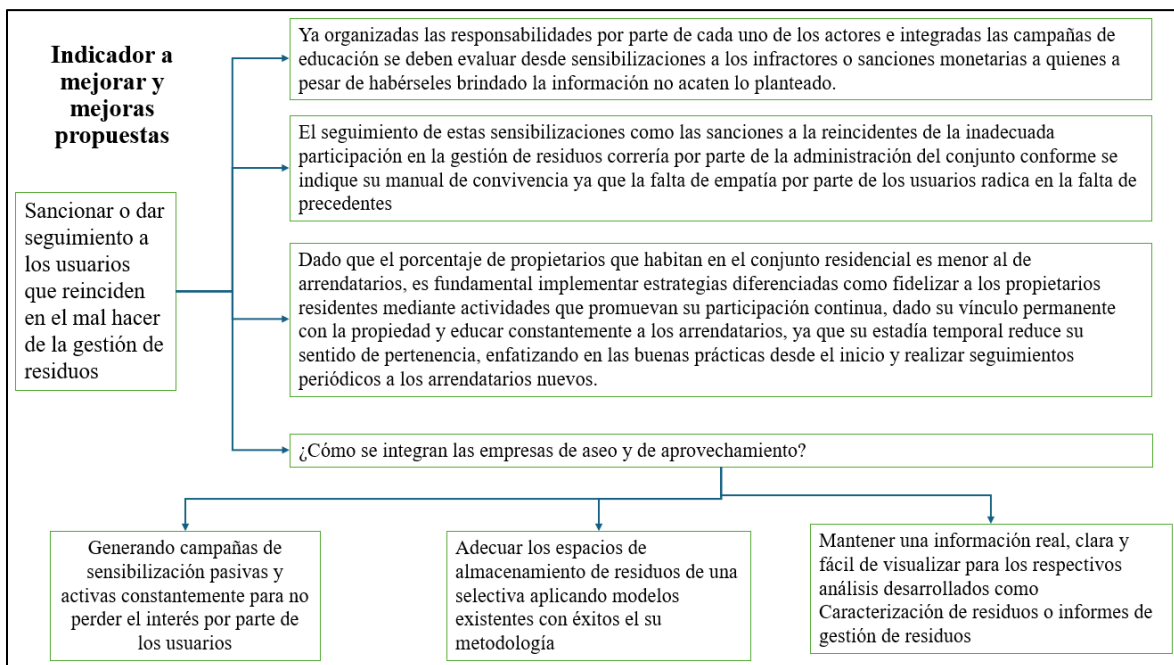 Indicador a
mejorar y
mejoras
propuestas
Sancionar o dar
seguimiento a
los usuarios
que reinciden
en el mal hacer
de la gestión de
residuos
Ya organizadas las responsabilidades por parte de cada uno de los actores e integradas las campañas de
educación se deben evaluar desde sensibilizaciones a los infractores o sanciones monetarias a quienes a
pesar de habérseles brindado la información no acaten lo planteado.
El seguimiento de estas sensibilizaciones como las sanciones a la reincidentes de la inadecuada
participación en la gestión de residuos correría por parte de la administración del conjunto conforme se
indique su manual de convivencia ya que la falta de empatía por parte de los usuarios radica en la falta de
precedentes
Dado que el porcentaje de propietarios que habitan en el conjunto residencial es menor al de
arrendatarios, es fundamental implementar estrategias diferenciadas como fidelizar a los propietarios
residentes mediante actividades que promuevan su participación continua, dado su vínculo permanente
con la propiedad y educar constantemente a los arrendatarios, ya que su estadía temporal reduce su
sentido de pertenencia, enfatizando en las buenas prácticas desde el inicio y realizar seguimientos
periódicos a los arrendatarios nuevos.
¿Cómo se integran las empresas de aseo y de aprovechamiento?
Generando campañas de
sensibilización pasivas y
activas constantemente para no
perder el interés por parte de
los usuarios
Adecuar los espacios de
almacenamiento de residuos de una
selectiva aplicando modelos
existentes con éxitos el su
metodología
Mantener una información real, clara y
fácil de visualizar para los respectivos
análisis desarrollados como
Caracterización de residuos o informes de
gestión de residuos